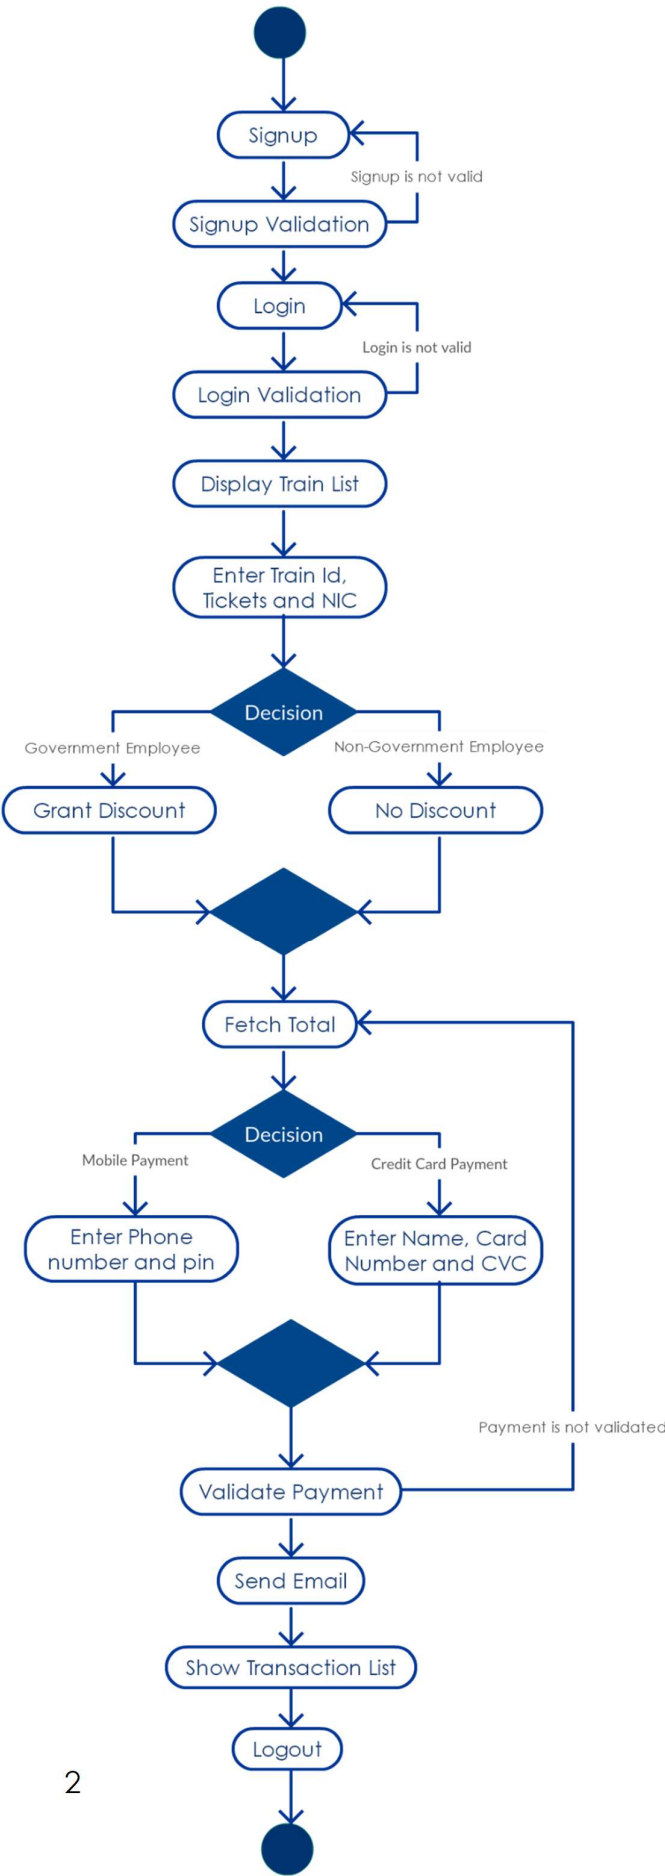 Signup
Signup is not valid
Signup Validation
Login
Login is not valid
Login Validation
Display Train List
Enter Train Id,
Tickets and NIC
Decision
Government Employee
Non-Government Employee
Grant Discount
No Discount
Fetch Total
Decision
Mobile Payment
Credit Card Payment
Enter Phone
number and pin
Enter Name, Card
Number and CVC
Payment is not validated
Validate Payment
Send Email
Show Transaction List
Logout
2